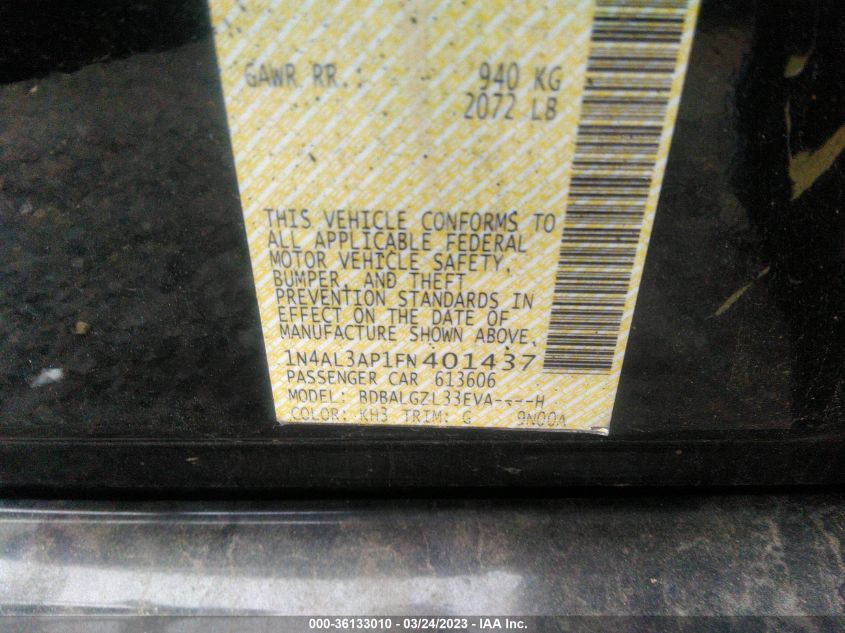 GAWR RR.: 940 KG
2072 LB
THIS VEHICLE CONFORMS TO
ALL APPLICABLE FEDERAL
MOTOR VEHICLE SAFETY,
BUMPER, AND THEFT
PREVENTION STANDARDS IN
EFFECT ON THE DATE OF
MANUFACTURE SHOWN ABOVE.
1N4AL3AP1FN401437
PASSENGER CAR 613606
MODEL: BDBALGZL33EVA----H
COLOR: KH3 TRIM: G 9N00A
000-36133010 - 03/24/2023 - IAA Inc.